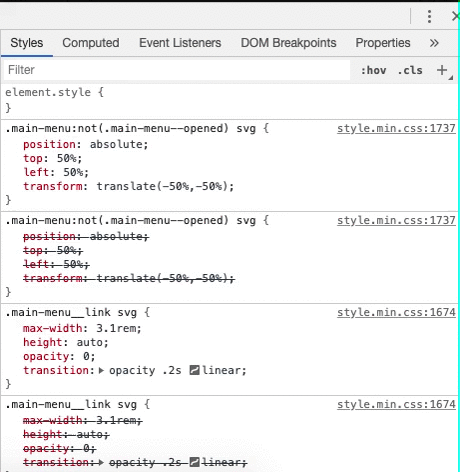 Styles Computed Event Listeners DOM Breakpoints Properties »
Filter :hov .cls +
element.style {
}
.main-menu:not(.main-menu--opened) svg { style.min.css:1737
position: absolute;
top: 50%;
left: 50%;
transform: translate(-50%,-50%);
}
.main-menu:not(.main-menu--opened) svg { style.min.css:1737
position: absolute;
top: 50%;
left: 50%;
transform: translate(-50%,-50%);
}
.main-menu__link svg { style.min.css:1674
max-width: 3.1rem;
height: auto;
opacity: 0;
transition: opacity .2s linear;
}
.main-menu__link svg { style.min.css:1674
max-width: 3.1rem;
height: auto;
opacity: 0;
transition: opacity .2s linear;